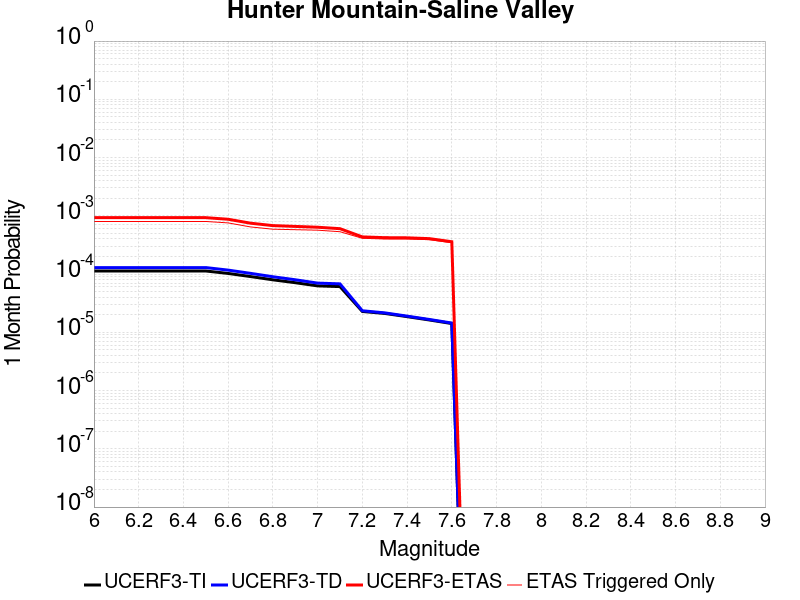 Hunter Mountain-Saline Valley
10^0
10^-1
10^-2
10^-3
10^-4
10^-5
10^-6
10^-7
10^-8
1 Month Probability
6 6.2 6.4 6.6 6.8 7 7.2 7.4 7.6 7.8 8 8.2 8.4 8.6 8.8 9
Magnitude
UCERF3-TI UCERF3-TD UCERF3-ETAS ETAS Triggered Only